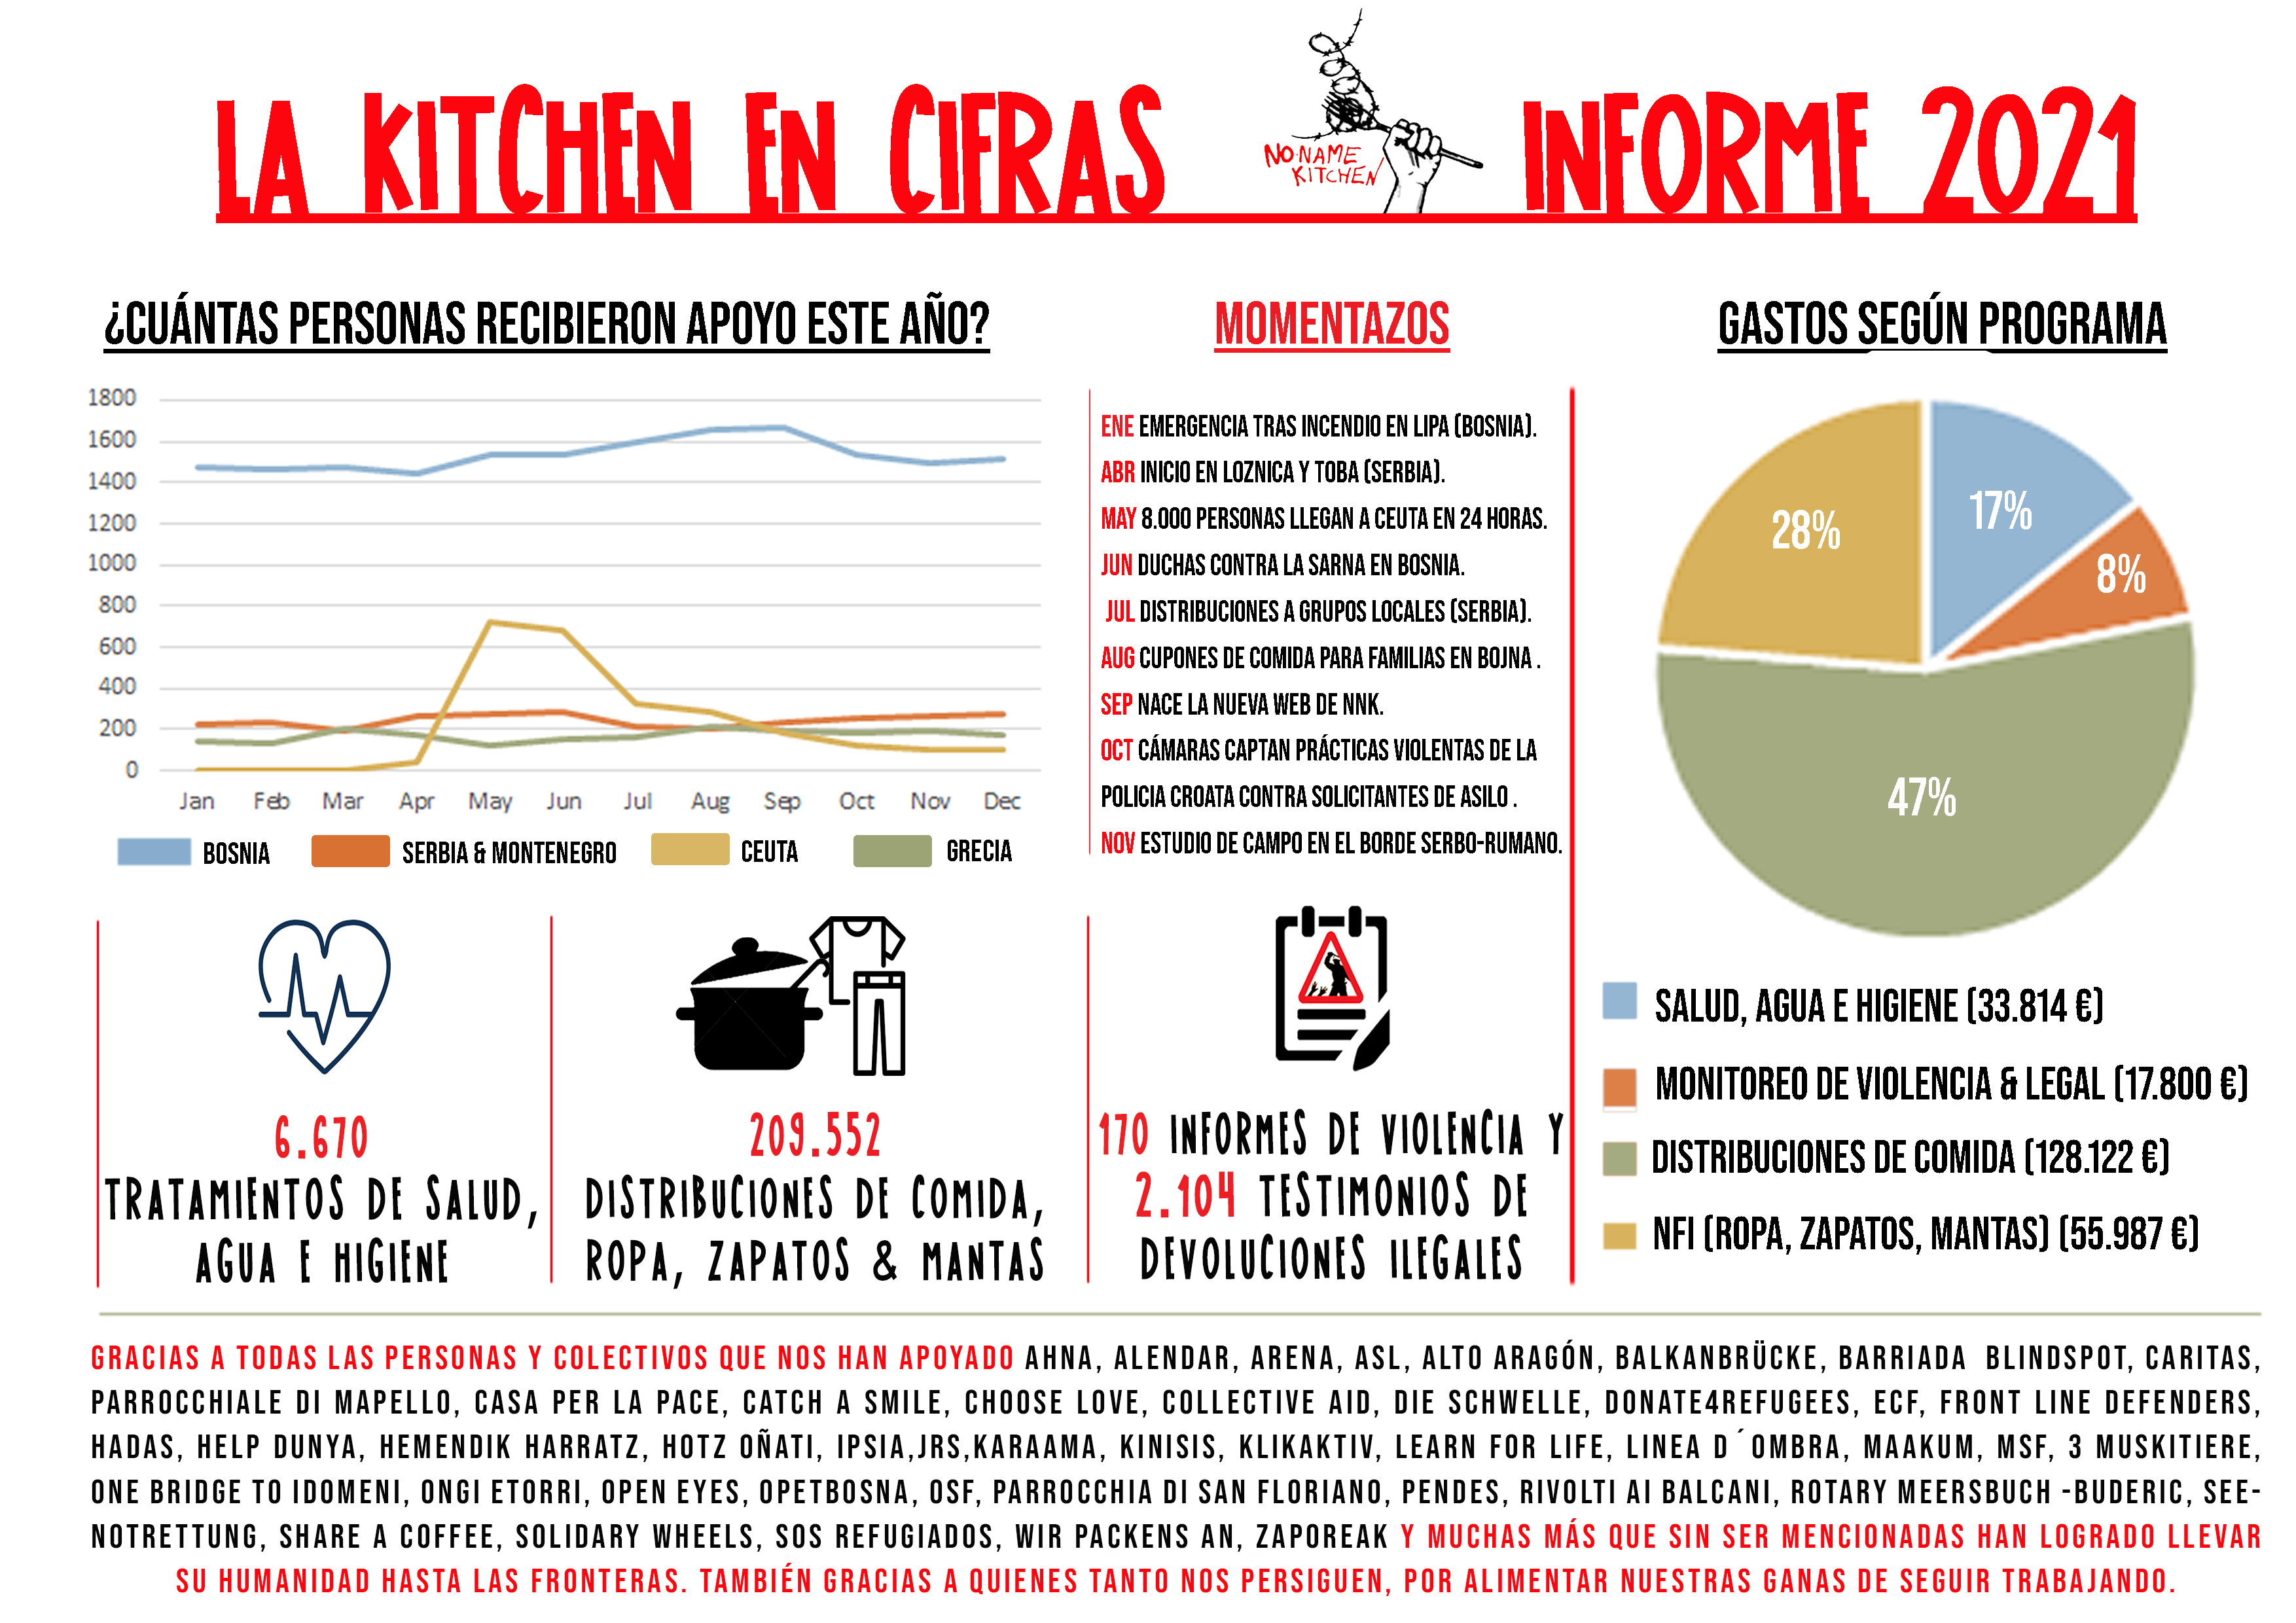 LA KITCHEN EN CIFRAS
NO NAME
KITCHEN
INFORME 2021
¿CUÁNTAS PERSONAS RECIBIERON APOYO ESTE AÑO?
1800
1600
1400
1200
1000
800
600
400
200
0
Jan Feb Mar Apr May Jun Jul Aug Sep Oct Nov Dec
BOSNIA
SERBIA & MONTENEGRO
CEUTA
GRECIA
MOMENTAZOS
ENE EMERGENCIA TRAS INCENDIO EN LIPA (BOSNIA).
ABR INICIO EN LOZNICA Y TOBA (SERBIA).
MAY 8.000 PERSONAS LLEGAN A CEUTA EN 24 HORAS.
JUN DUCHAS CONTRA LA SARNA EN BOSNIA.
JUL DISTRIBUCIONES A GRUPOS LOCALES (SERBIA).
AUG CUPONES DE COMIDA PARA FAMILIAS EN BOJNA .
SEP NACE LA NUEVA WEB DE NNK.
OCT CÁMARAS CAPTAN PRÁCTICAS VIOLENTAS DE LA
POLICIA CROATA CONTRA SOLICITANTES DE ASILO .
NOV ESTUDIO DE CAMPO EN EL BORDE SERBO-RUMANO.
GASTOS SEGÚN PROGRAMA
28%
17%
8%
47%
SALUD, AGUA E HIGIENE (33.814 €)
MONITOREO DE VIOLENCIA & LEGAL (17.800 €)
DISTRIBUCIONES DE COMIDA (128.122 €)
NFI (ROPA, ZAPATOS, MANTAS) (55.987 €)
6.670
TRATAMIENTOS DE SALUD,
AGUA E HIGIENE
209.552
DISTRIBUCIONES DE COMIDA,
ROPA, ZAPATOS & MANTAS
170 INFORMES DE VIOLENCIA Y
2.104 TESTIMONIOS DE
DEVOLUCIONES ILEGALES
GRACIAS A TODAS LAS PERSONAS Y COLECTIVOS QUE NOS HAN APOYADO AHNA, ALENDAR, ARENA, ASL, ALTO ARAGÓN, BALKANBRÜCKE, BARRIADA BLINDSPOT, CARITAS,
PARROCCHIALE DI MAPELLO, CASA PER LA PACE, CATCH A SMILE, CHOOSE LOVE, COLLECTIVE AID, DIE SCHWELLE, DONATE4REFUGEES, ECF, FRONT LINE DEFENDERS,
HADAS, HELP DUNYA, HEMENDIK HARRATZ, HOTZ OÑATI, IPSIA,JRS,KARAAMA, KINISIS, KLIKAKTIV, LEARN FOR LIFE, LINEA D´OMBRA, MAAKUM, MSF, 3 MUSKITIERE,
ONE BRIDGE TO IDOMENI, ONGI ETORRI, OPEN EYES, OPETBOSNA, OSF, PARROCCHIA DI SAN FLORIANO, PENDES, RIVOLTI AI BALCANI, ROTARY MEERSBUCH -BUDERIC, SEE-
NOTRETTUNG, SHARE A COFFEE, SOLIDARY WHEELS, SOS REFUGIADOS, WIR PACKENS AN, ZAPOREAK Y MUCHAS MÁS QUE SIN SER MENCIONADAS HAN LOGRADO LLEVAR
SU HUMANIDAD HASTA LAS FRONTERAS. TAMBIÉN GRACIAS A QUIENES TANTO NOS PERSIGUEN, POR ALIMENTAR NUESTRAS GANAS DE SEGUIR TRABAJANDO.